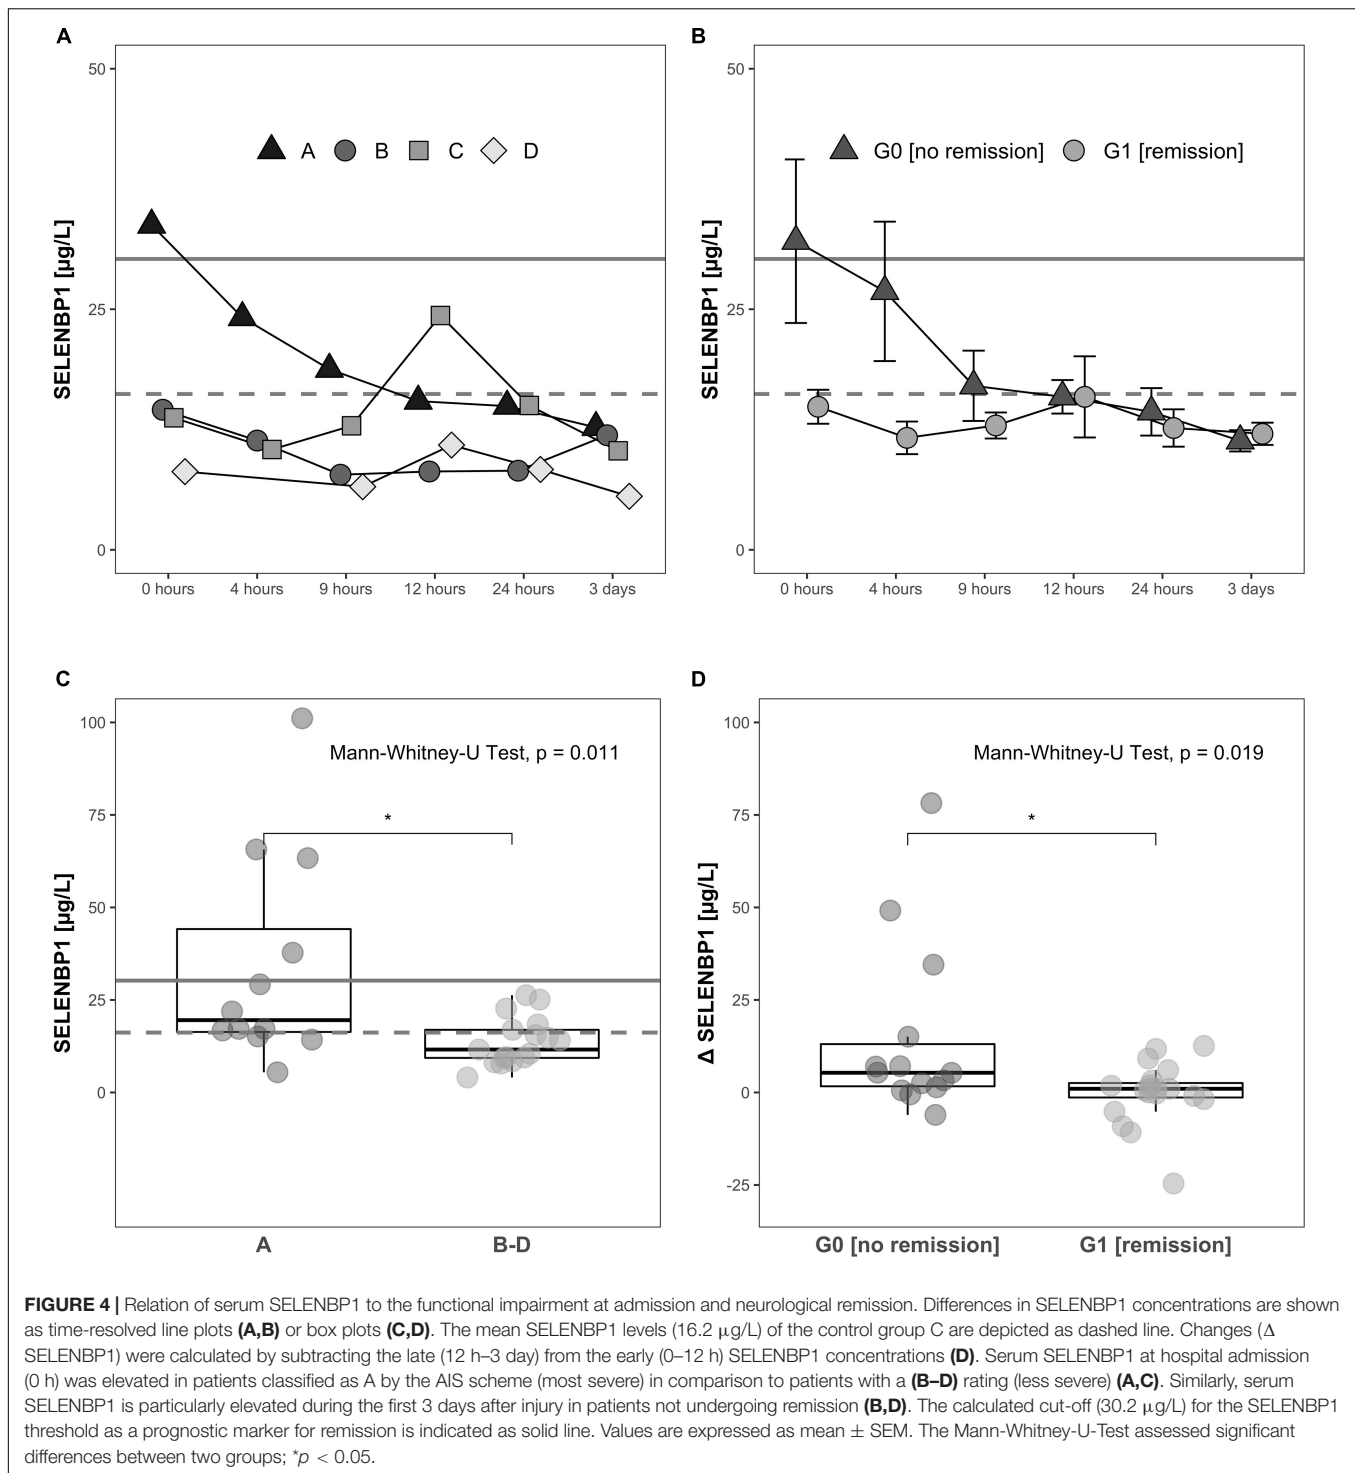 A
B
50
50
A B C D
G0 [no remission] G1 [remission]
SELENBP1 [µg/L]
SELENBP1 [µg/L]
25
25
0
0
0 hours 4 hours 9 hours 12 hours 24 hours 3 days
0 hours 4 hours 9 hours 12 hours 24 hours 3 days
C
D
100
100
Mann-Whitney-U Test, p = 0.011
Mann-Whitney-U Test, p = 0.019
75
75
*
*
SELENBP1 [µg/L]
Δ SELENBP1 [µg/L]
50
50
25
25
0
0
-25
A B-D
G0 [no remission] G1 [remission]
FIGURE 4 | Relation of serum SELENBP1 to the functional impairment at admission and neurological remission. Differences in SELENBP1 concentrations are shown
as time-resolved line plots (A,B) or box plots (C,D). The mean SELENBP1 levels (16.2 µg/L) of the control group C are depicted as dashed line. Changes (Δ
SELENBP1) were calculated by subtracting the late (12 h–3 day) from the early (0–12 h) SELENBP1 concentrations (D). Serum SELENBP1 at hospital admission
(0 h) was elevated in patients classified as A by the AIS scheme (most severe) in comparison to patients with a (B–D) rating (less severe) (A,C). Similarly, serum
SELENBP1 is particularly elevated during the first 3 days after injury in patients not undergoing remission (B,D). The calculated cut-off (30.2 µg/L) for the SELENBP1
threshold as a prognostic marker for remission is indicated as solid line. Values are expressed as mean ± SEM. The Mann-Whitney-U-Test assessed significant
differences between two groups; *p < 0.05.